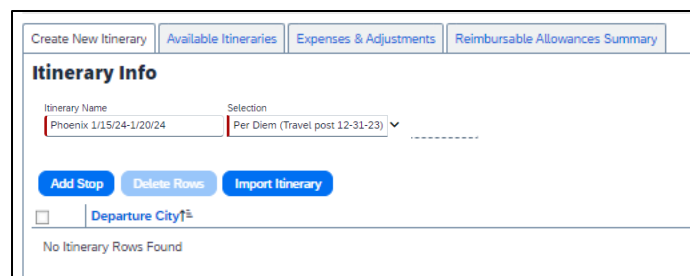 Create New Itinerary Available Itineraries Expenses & Adjustments Reimbursable Allowances Summary
Itinerary Info
Itinerary Name Selection
Phoenix 1/15/24-1/20/24 Per Diem (Travel post 12-31-23)
Add Stop Delete Rows Import Itinerary
Departure City
No Itinerary Rows Found